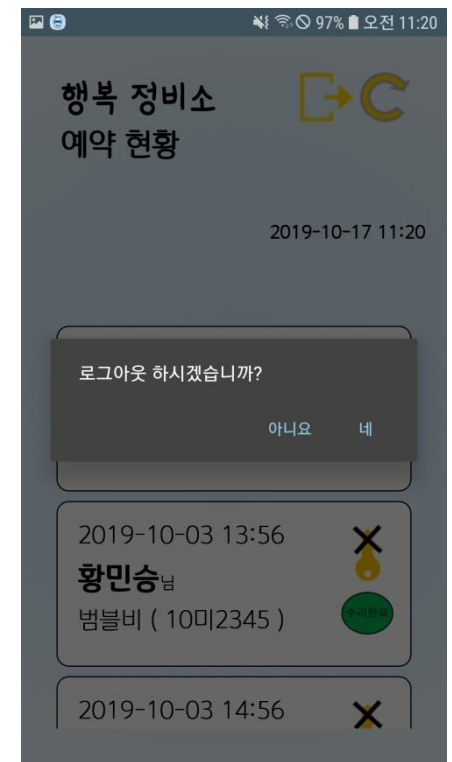 97% 오전 11:20
행복 정비소
예약 현황
2019-10-17 11:20
로그아웃 하시겠습니까?
아니요 네
2019-10-03 13:56
황민승님
범블비 ( 10미2345 )
수리완료
2019-10-03 14:56